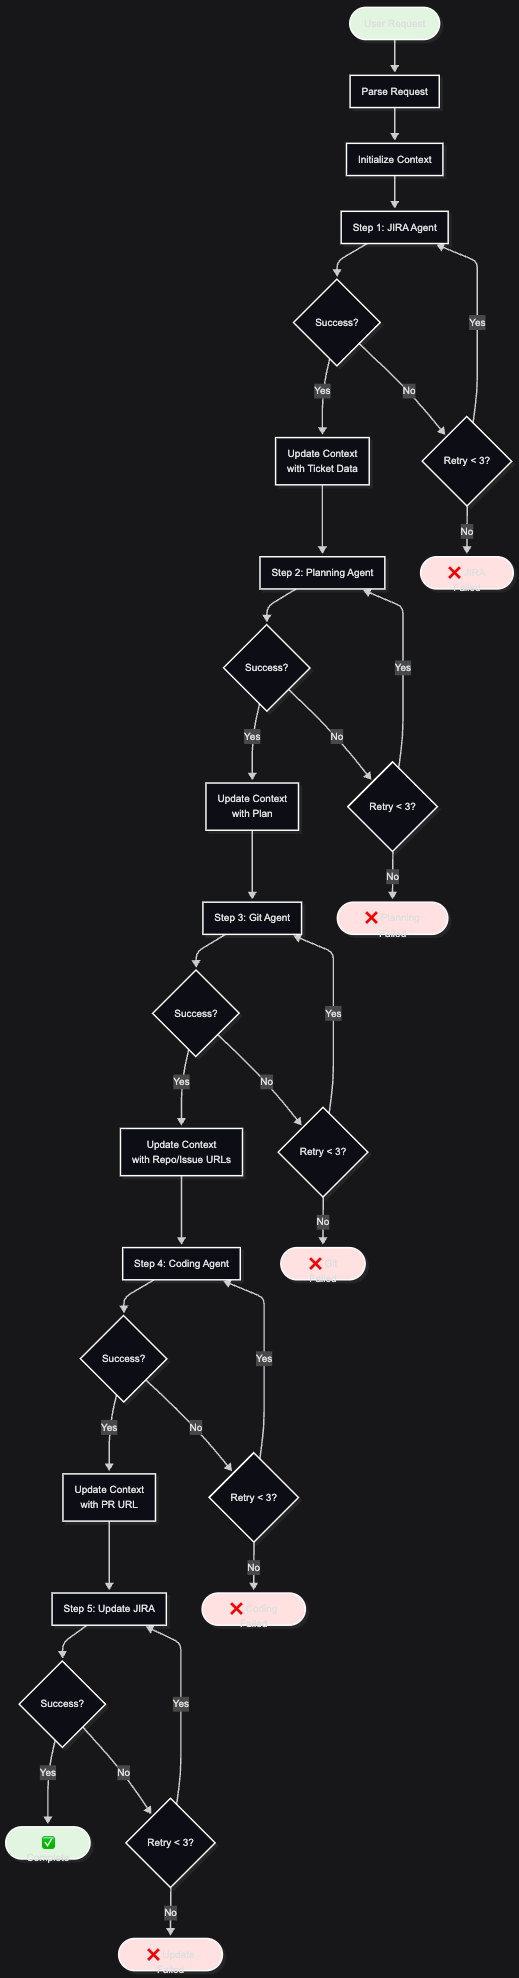 User Request
Parse Request
Initialize Context
Step 1: JIRA Agent
Success?
Yes
Yes
No
Update Context
with Ticket Data
Retry < 3?
No
Step 2: Planning Agent
❌ JIRA
Failed
Success?
Yes
Yes
No
Update Context
with Plan
Retry < 3?
No
Step 3: Git Agent
❌ Planning
Failed
Success?
Yes
Yes
No
Update Context
with Repo/Issue URLs
Retry < 3?
No
Step 4: Coding Agent
❌ Git
Failed
Success?
Yes
Yes
No
Update Context
with PR URL
Retry < 3?
No
Step 5: Update JIRA
❌ Coding
Failed
Success?
Yes
Yes
No
✅
Complete
Retry < 3?
No
❌ Update
Failed